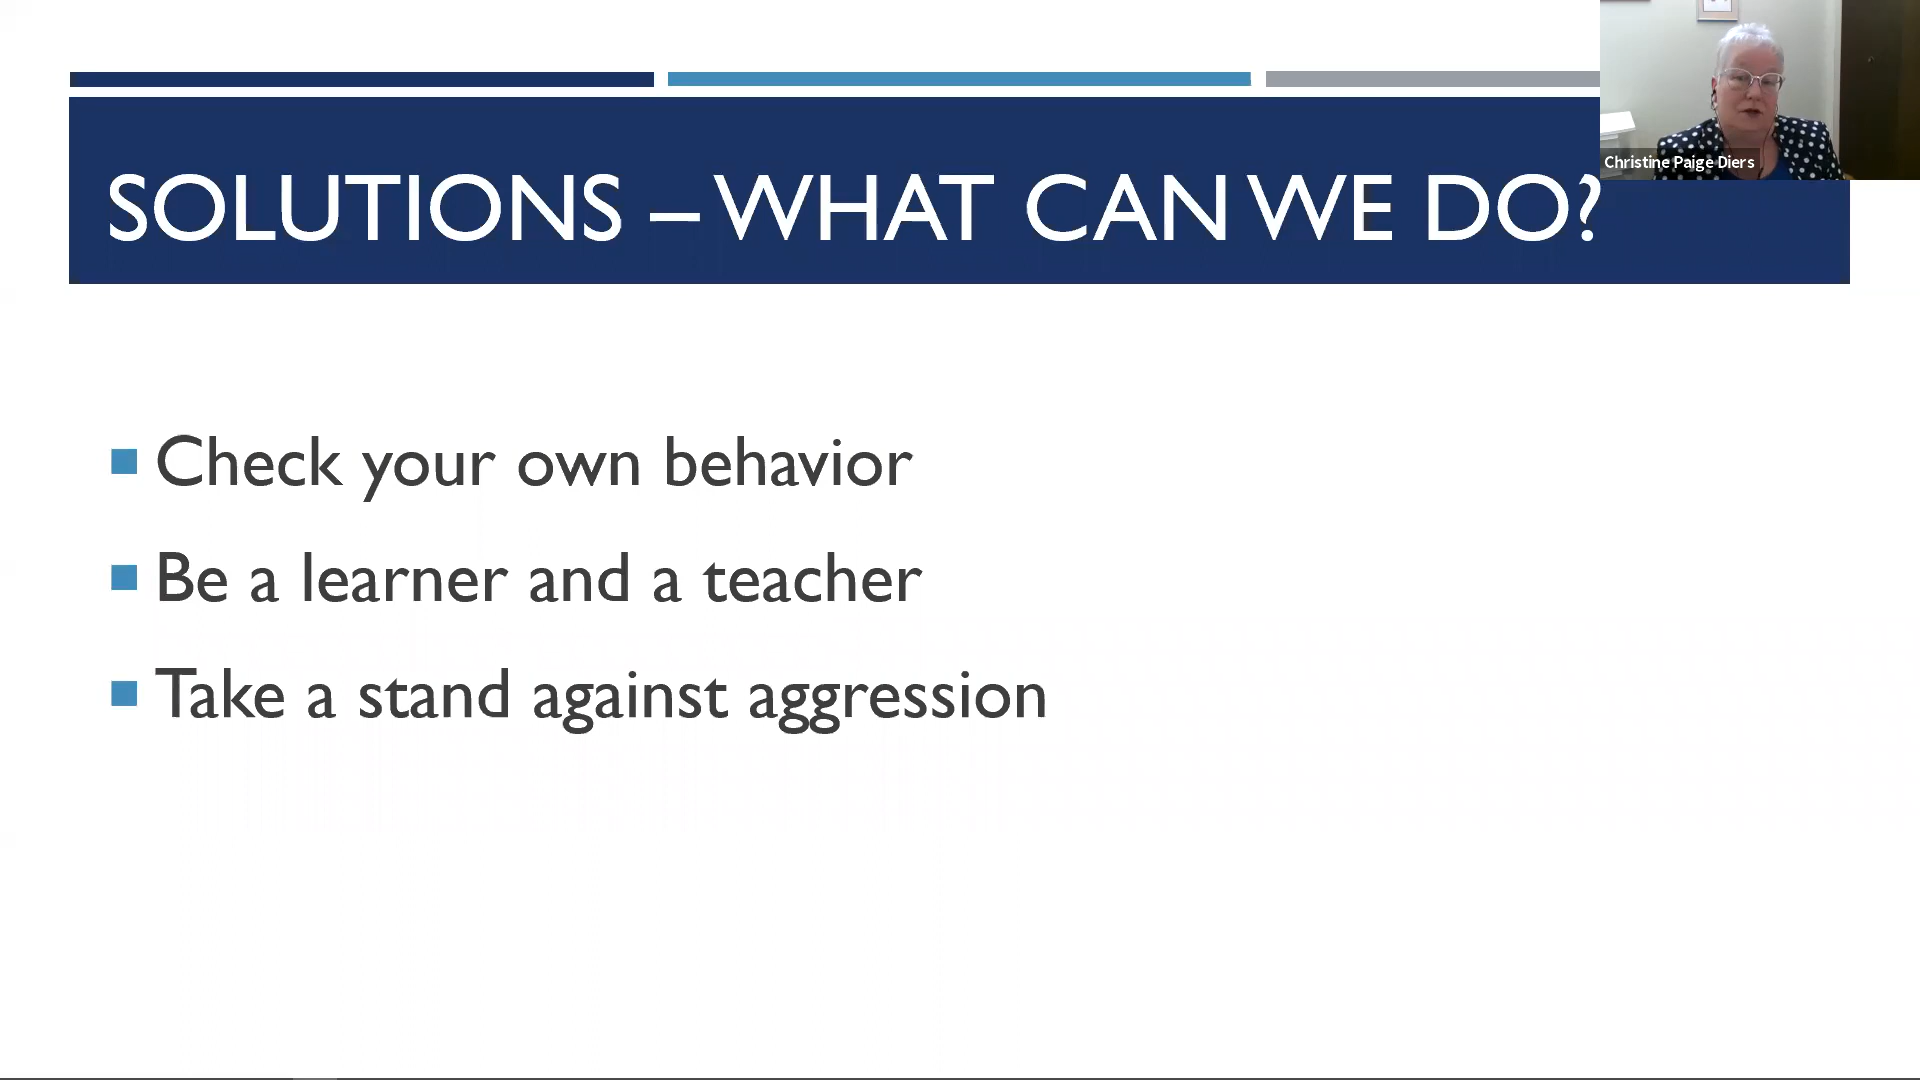 Christine Paige Diers
SOLUTIONS – WHAT CAN WE DO?
Check your own behavior
Be a learner and a teacher
Take a stand against aggression